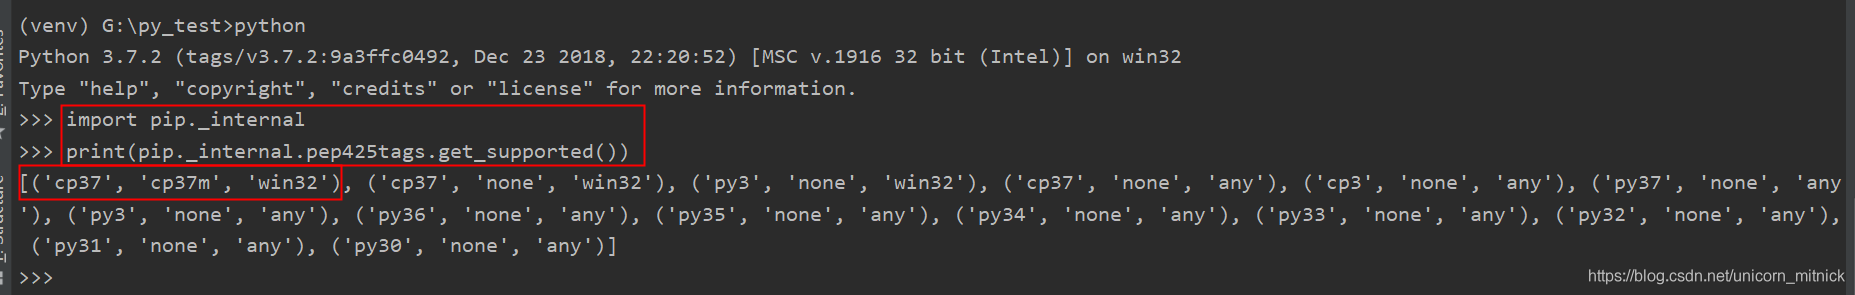 (venv) G:\py_test>python
Python 3.7.2 (tags/v3.7.2:9a3ffc0492, Dec 23 2018, 22:20:52) [MSC v.1916 32 bit (Intel)] on win32
Type "help", "copyright", "credits" or "license" for more information.
>>> import pip._internal
>>> print(pip._internal.pep425tags.get_supported())
[('cp37', 'cp37m', 'win32'), ('cp37', 'none', 'win32'), ('py3', 'none', 'win32'), ('cp37', 'none', 'any'), ('cp3', 'none', 'any'), ('py37', 'none', 'any
'), ('py3', 'none', 'any'), ('py36', 'none', 'any'), ('py35', 'none', 'any'), ('py34', 'none', 'any'), ('py33', 'none', 'any'), ('py32', 'none', 'any'),
('py31', 'none', 'any'), ('py30', 'none', 'any')]
>>>
https://blog.csdn.net/unicorn_mitnick